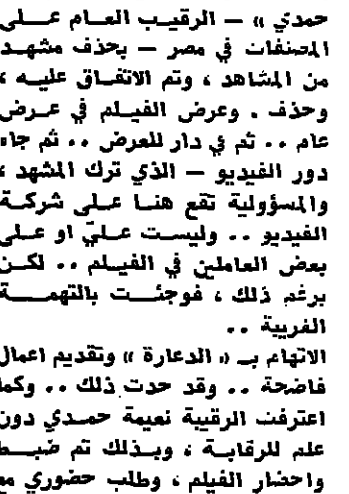 حمدي » — الرقيب العام على
المصنفات في مصر — بحذف مشهد
من المشاهد ، وتم الاتفاق عليه ،
وحذف . وعرض الفيلم في عرض
عام .. ثم في دار للعرض .. ثم جاء
دور الفيديو — الذي ترك المشهد ،
والمسؤولية تقع هنا على شركة
الفيديو .. وليست عليّ او على
بعض العاملين في الفيلم .. لكن
برغم ذلك ، فوجئت بالتهمة
الغريبة ..
الاتهام بـ « الدعارة » وتقديم اعمال
فاضحة .. وقد حدث ذلك .. وكما
اعترفت الرقيبة نعيمة حمدي دون
علم للرقابة ، وبذلك تم ضبط
واحضار الفيلم ، وطلب حضوري مع